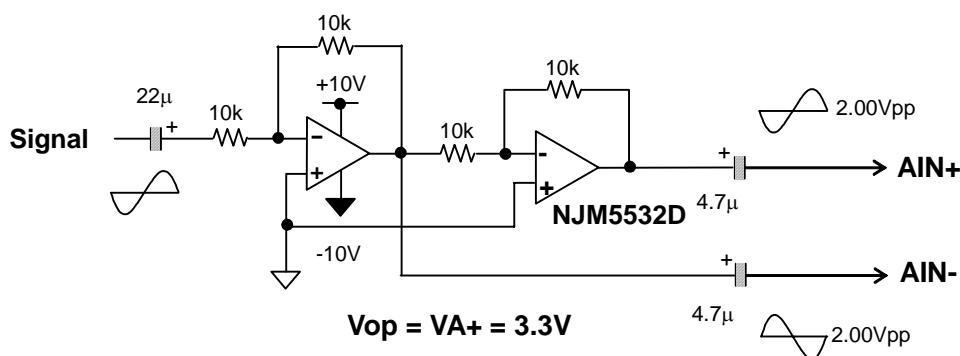 10k
+10V
10k
22μ
+
10k
10k
2.00Vpp
Signal
-
-
+
AIN+
+
+
NJM5532D
4.7μ
-10V
+
AIN-
4.7μ
Vop = VA+ = 3.3V
2.00Vpp